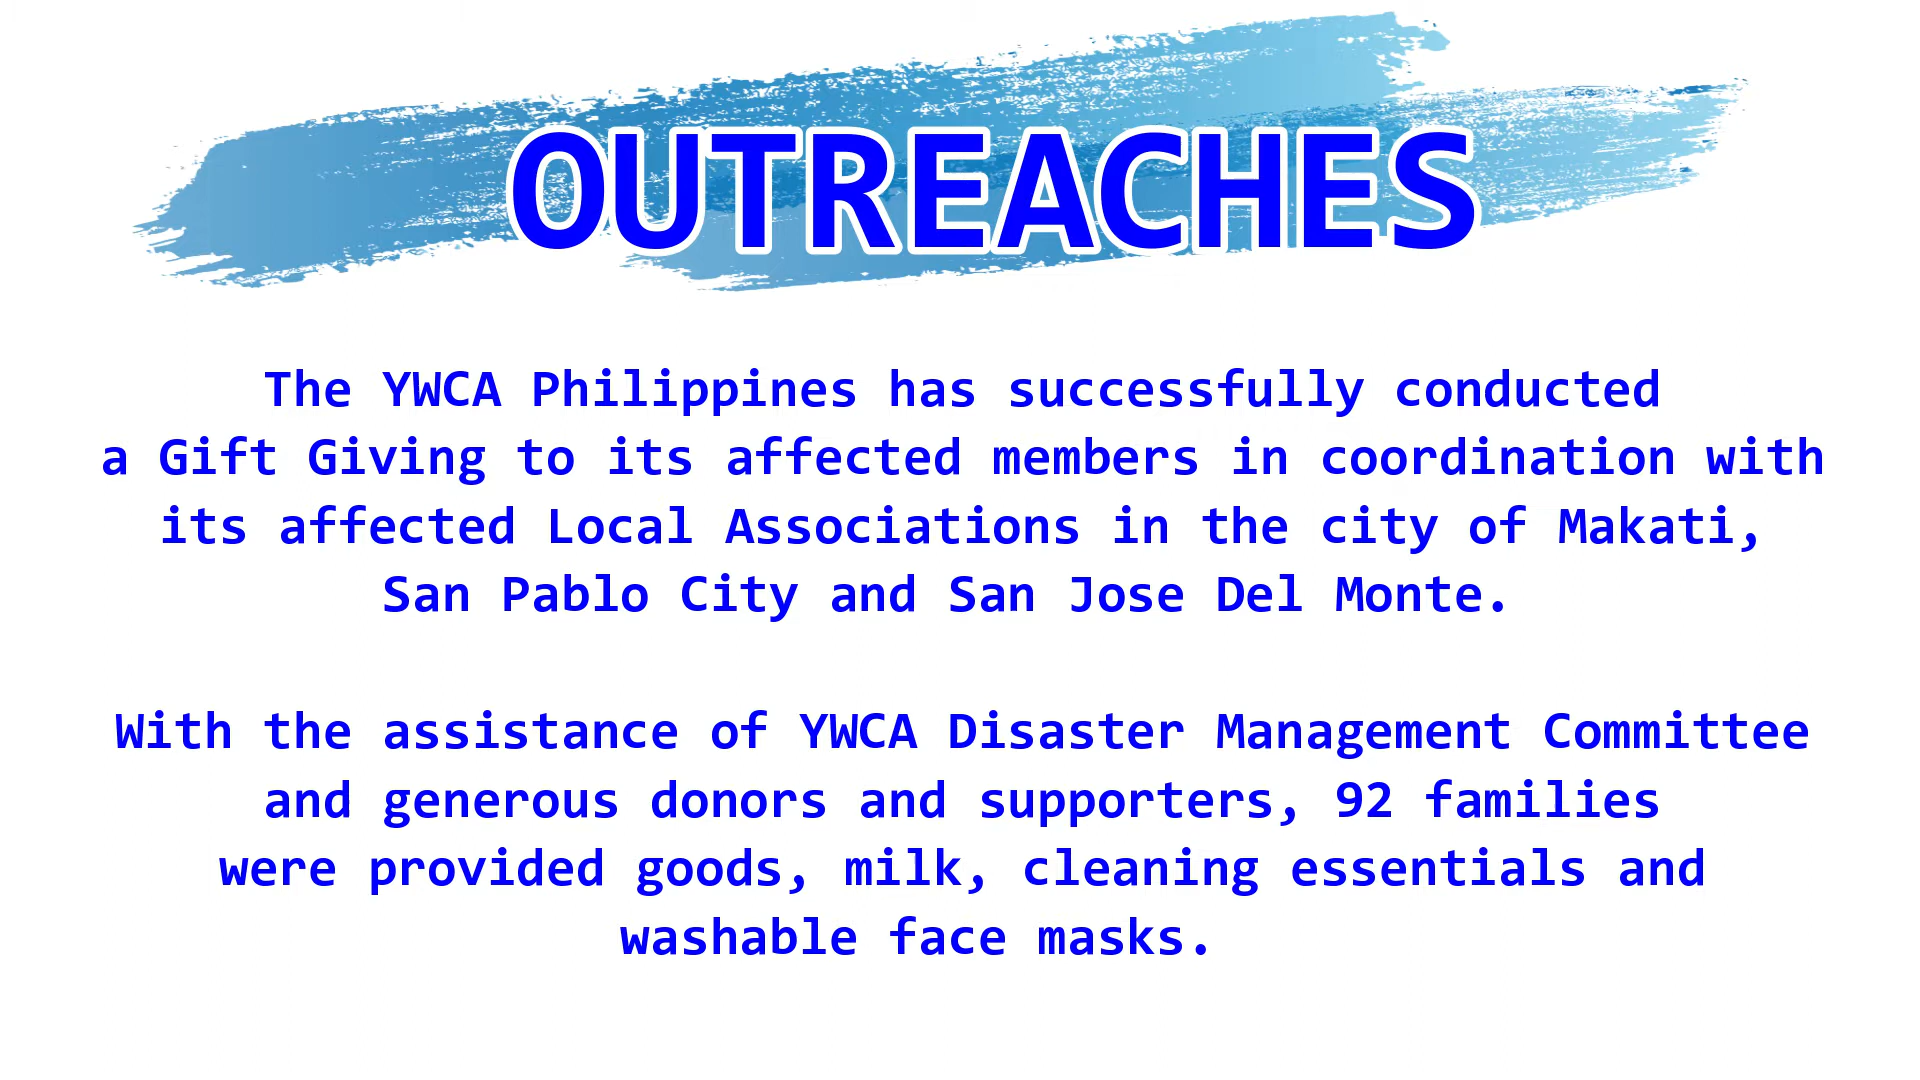 OUTREACHES
The YWCA Philippines has successfully conducted
a Gift Giving to its affected members in coordination with
its affected Local Associations in the city of Makati,
San Pablo City and San Jose Del Monte.
With the assistance of YWCA Disaster Management Committee
and generous donors and supporters, 92 families
were provided goods, milk, cleaning essentials and
washable face masks.